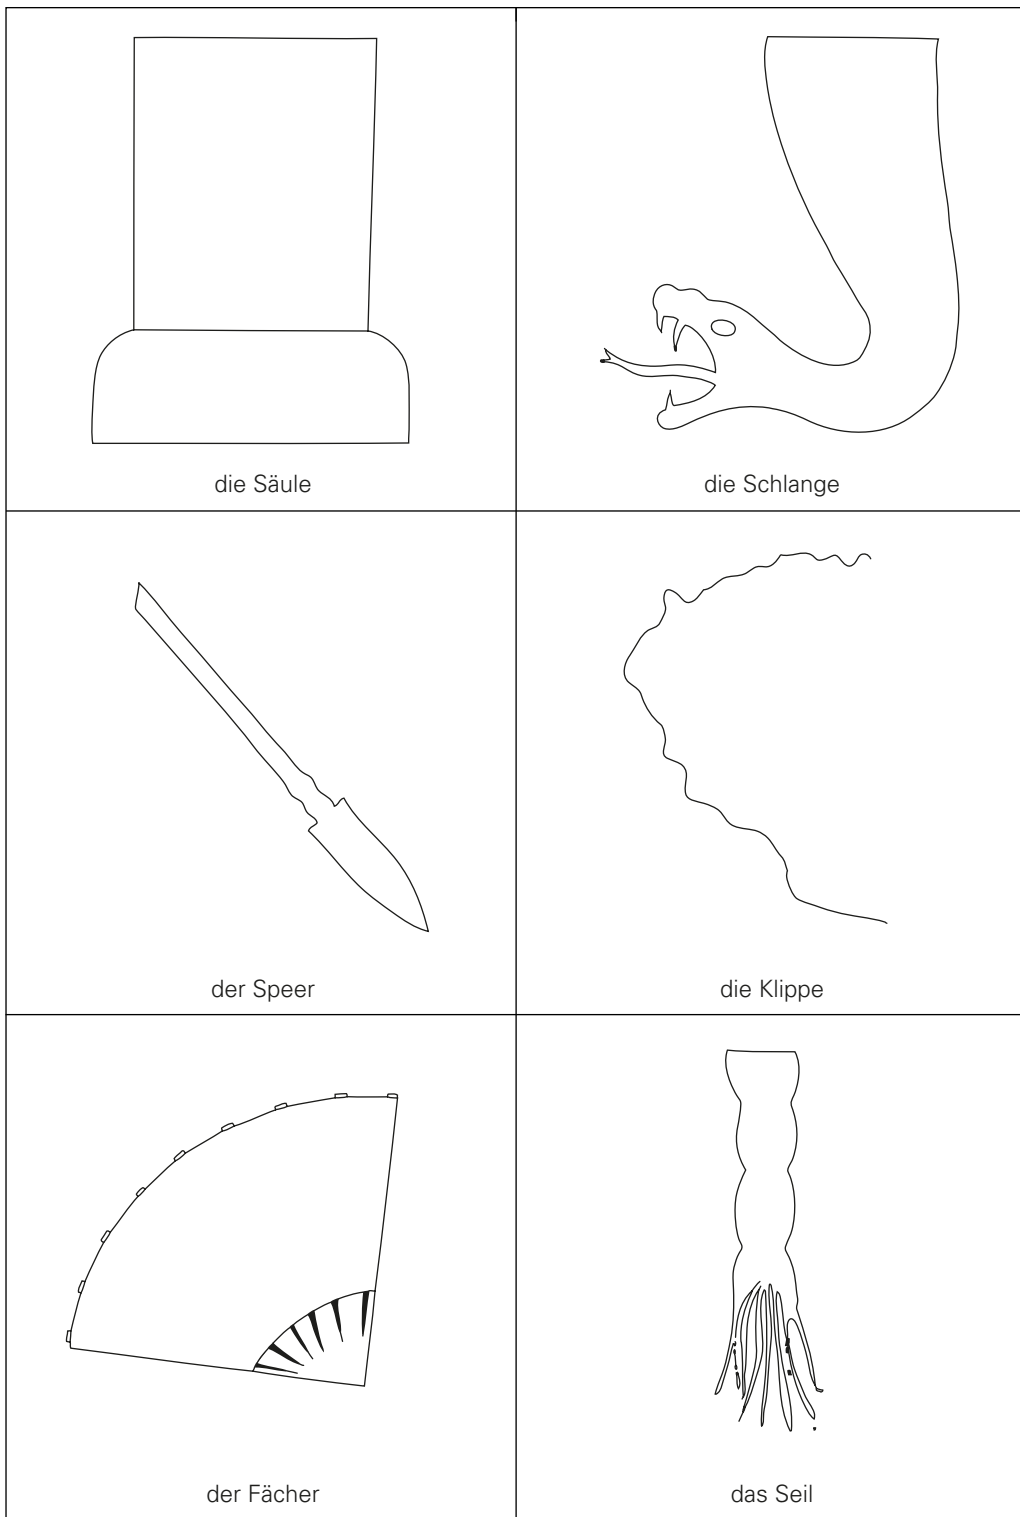 die Säule
die Schlange
der Speer
die Klippe
der Fächer
das Seil